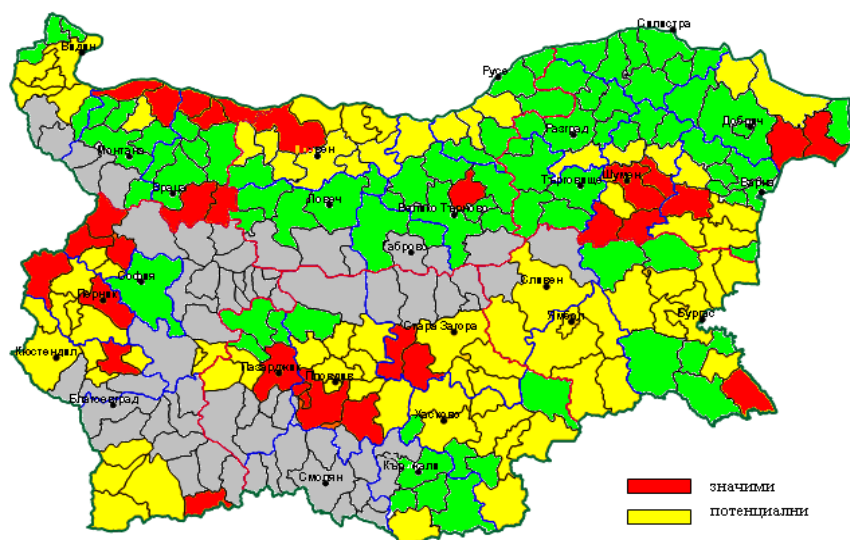 Силистра
Видин
Русе
Добрич
Разград
Монтана
Плевен
Шумен
Търговище
Варна
Враца
Ловеч
Велико Търново
Габрово
София
Сливен
Перник
Ямбол
Бургас
Стара Загора
Кюстендил
Пазарджик
Пловдив
Благоевград
Хасково
Кърджали
Смолян
значими
потенциални